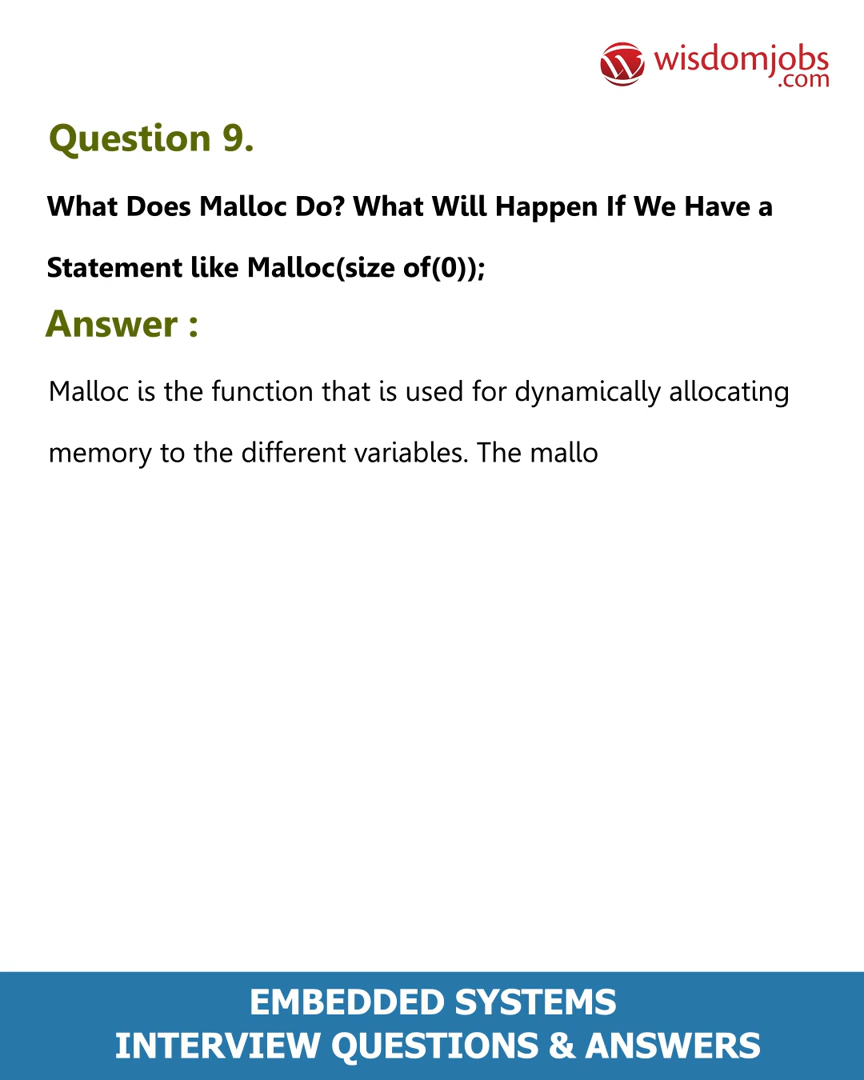 wisdomjobs
.com
Question 9.
What Does Malloc Do? What Will Happen If We Have a
Statement like Malloc(size of(0));
Answer :
Malloc is the function that is used for dynamically allocating
memory to the different variables. The mallo
EMBEDDED SYSTEMS
INTERVIEW QUESTIONS & ANSWERS